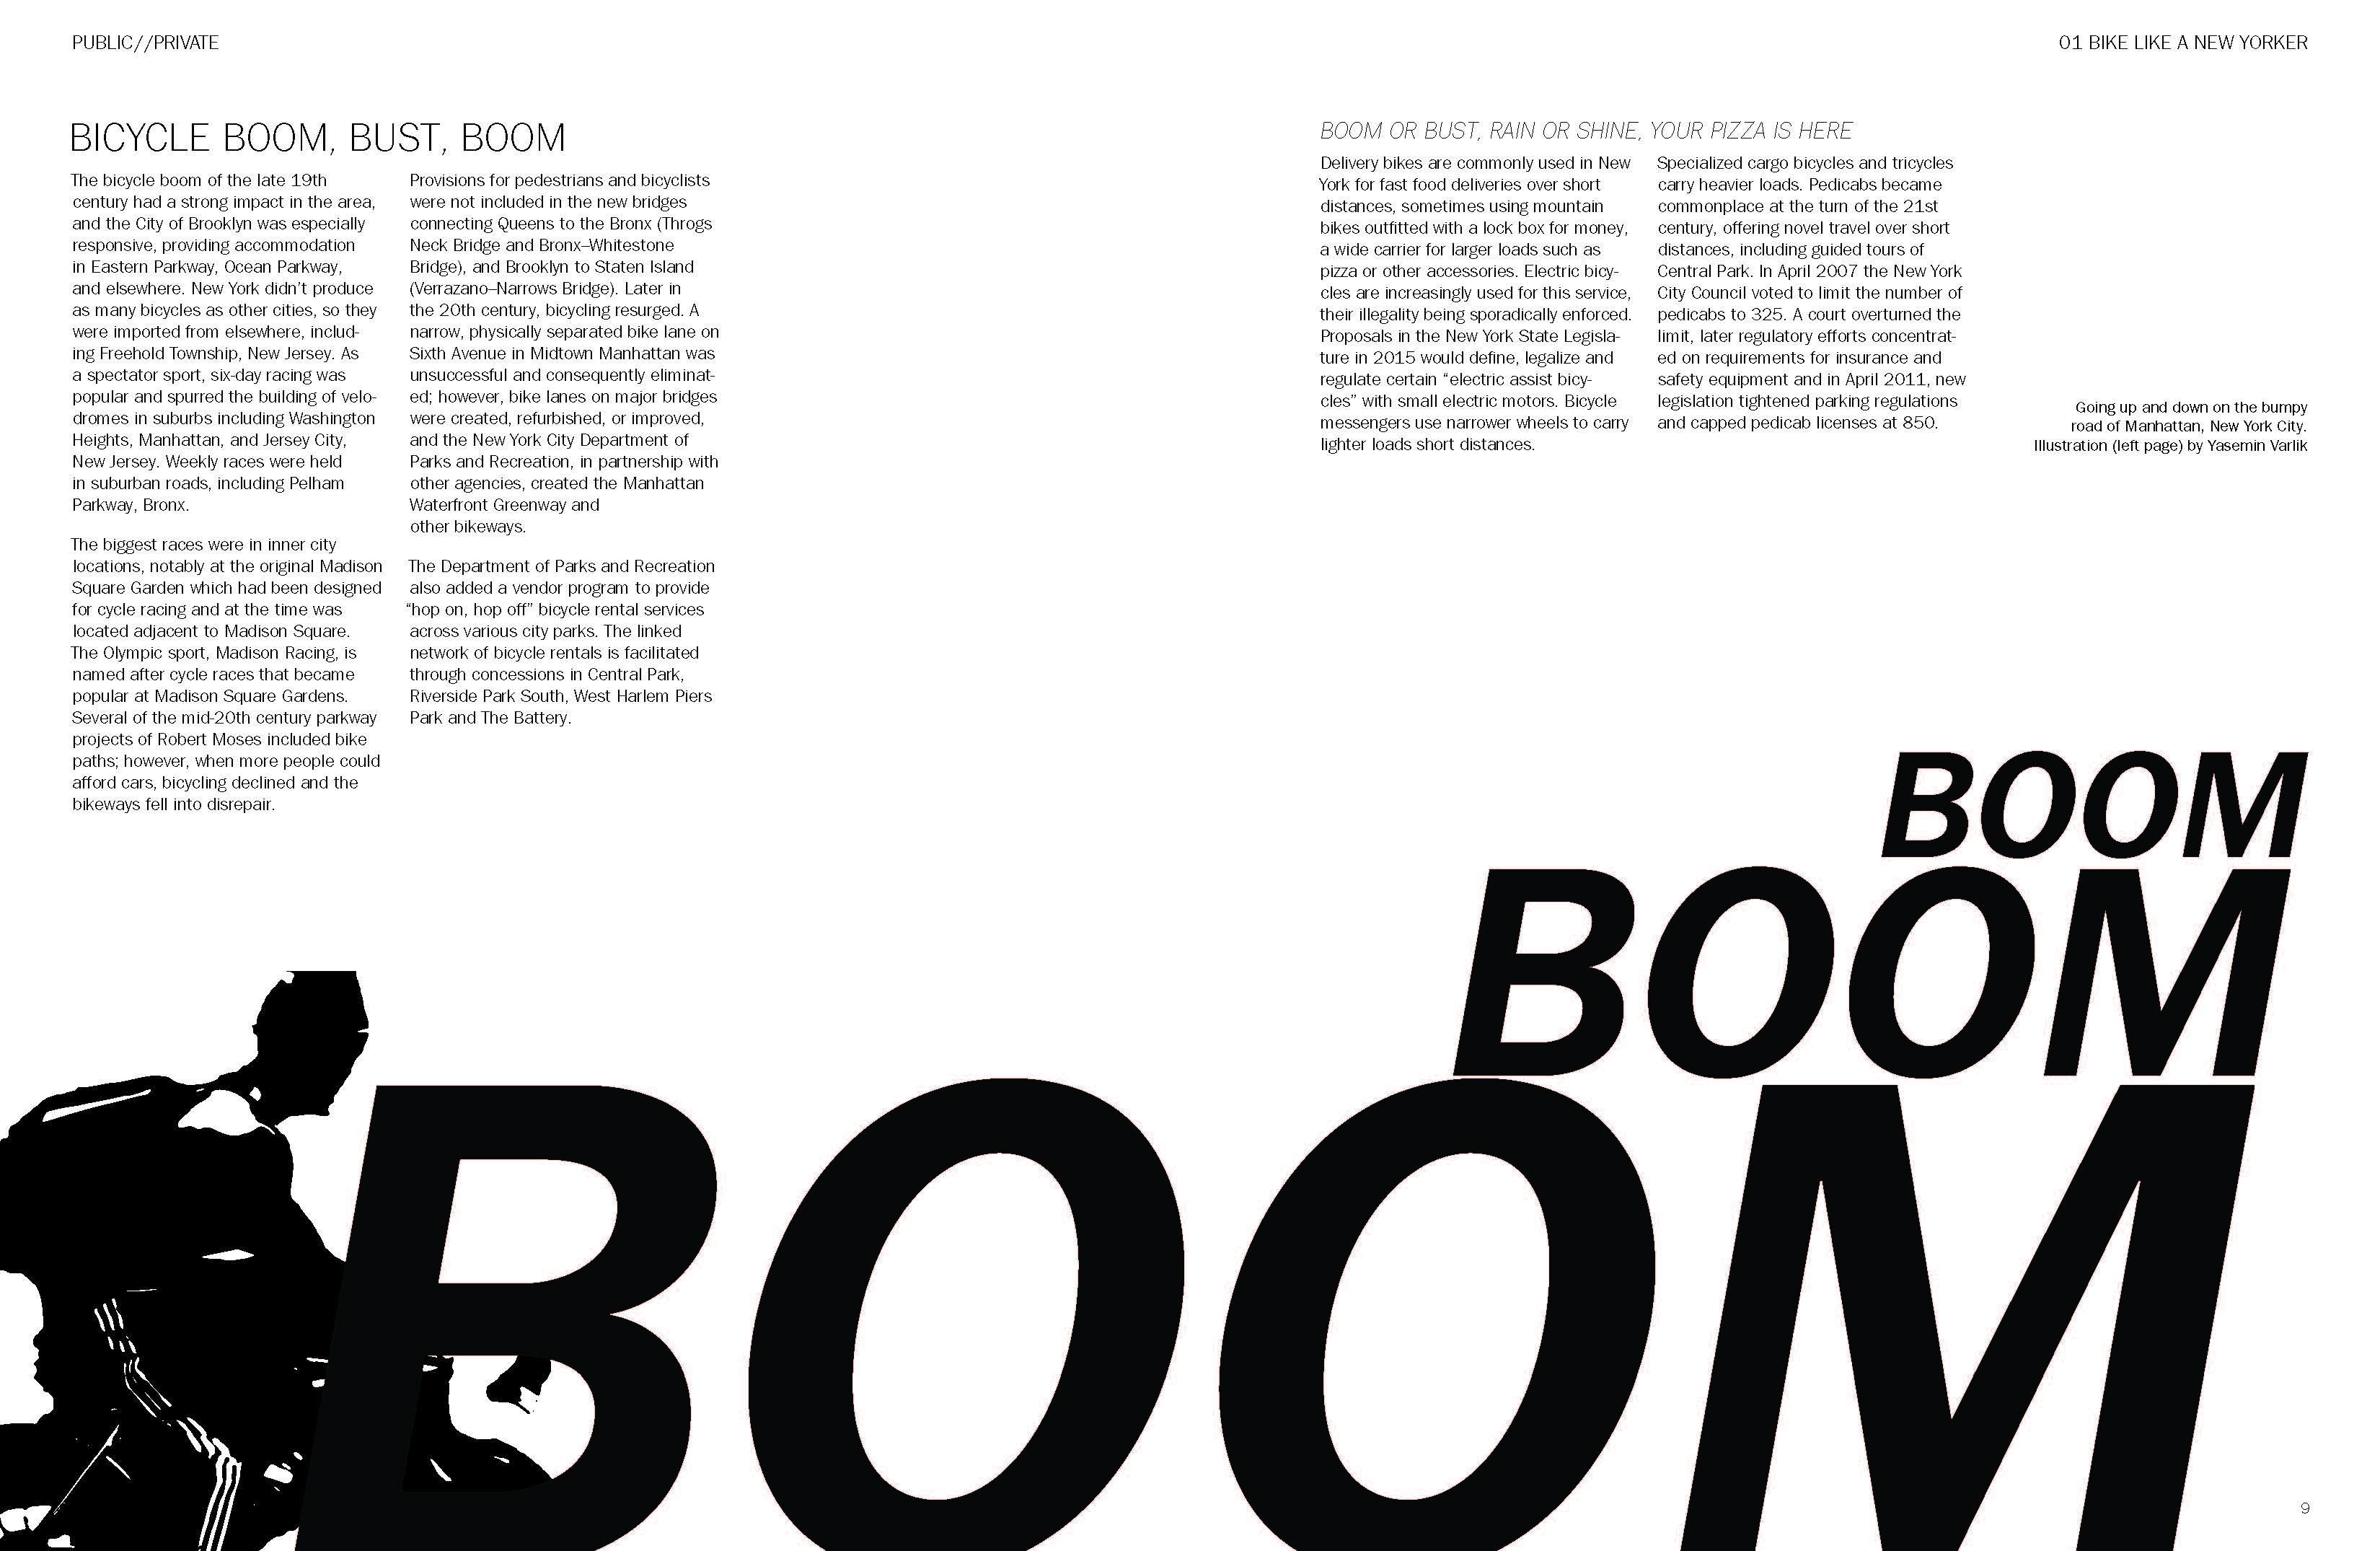 PUBLIC//PRIVATE
01 BIKE LIKE A NEW YORKER
BICYCLE BOOM, BUST, BOOM
The bicycle boom of the late 19th
century had a strong impact in the area,
and the City of Brooklyn was especially
responsive, providing accommodation
in Eastern Parkway, Ocean Parkway,
and elsewhere. New York didn't produce
as many bicycles as other cities, so they
were imported from elsewhere, includ-
ing Freehold Township, New Jersey. As
a spectator sport, six-day racing was
popular and spurred the building of velo-
dromes in suburbs including Washington
Heights, Manhattan, and Jersey City,
New Jersey. Weekly races were held
in suburban roads, including Pelham
Parkway, Bronx.
The biggest races were in inner city
locations, notably at the original Madison
Square Garden which had been designed
for cycle racing and at the time was
located adjacent to Madison Square.
The Olympic sport, Madison Racing, is
named after cycle races that became
popular at Madison Square Gardens.
Several of the mid-20th century parkway
projects of Robert Moses included bike
paths; however, when more people could
afford cars, bicycling declined and the
bikeways fell into disrepair.
Provisions for pedestrians and bicyclists
were not included in the new bridges
connecting Queens to the Bronx (Throgs
Neck Bridge and Bronx–Whitestone
Bridge), and Brooklyn to Staten Island
(Verrazano–Narrows Bridge). Later in
the 20th century, bicycling resurged. A
narrow, physically separated bike lane on
Sixth Avenue in Midtown Manhattan was
unsuccessful and consequently eliminat-
ed; however, bike lanes on major bridges
were created, refurbished, or improved,
and the New York City Department of
Parks and Recreation, in partnership with
other agencies, created the Manhattan
Waterfront Greenway and
other bikeways.
The Department of Parks and Recreation
also added a vendor program to provide
“hop on, hop off” bicycle rental services
across various city parks. The linked
network of bicycle rentals is facilitated
through concessions in Central Park,
Riverside Park South, West Harlem Piers
Park and The Battery.
BOOM OR BUST, RAIN OR SHINE, YOUR PIZZA IS HERE
Delivery bikes are commonly used in New
York for fast food deliveries over short
distances, sometimes using mountain
bikes outfitted with a lock box for money,
a wide carrier for larger loads such as
pizza or other accessories. Electric bicy-
cles are increasingly used for this service,
their illegality being sporadically enforced.
Proposals in the New York State Legisla-
ture in 2015 would define, legalize and
regulate certain “electric assist bicy-
cles” with small electric motors. Bicycle
messengers use narrower wheels to carry
lighter loads short distances.
Specialized cargo bicycles and tricycles
carry heavier loads. Pedicabs became
commonplace at the turn of the 21st
century, offering novel travel over short
distances, including guided tours of
Central Park. In April 2007 the New York
City Council voted to limit the number of
pedicabs to 325. A court overturned the
limit, later regulatory efforts concentrat-
ed on requirements for insurance and
safety equipment and in April 2011, new
legislation tightened parking regulations
and capped pedicab licenses at 850.
Going up and down on the bumpy
road of Manhattan, New York City.
Illustration (left page) by Yasemin Varlik
BOOM
BOOM
BOOM
9